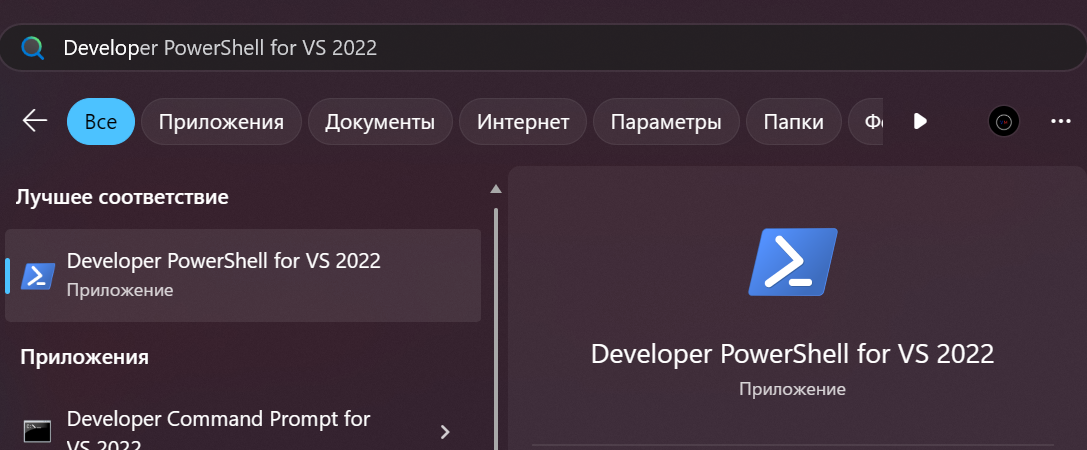 Developer PowerShell for VS 2022
Все Приложения Документы Интернет Параметры Папки
Лучшее соответствие
Developer PowerShell for VS 2022
Приложение
Приложения
Developer Command Prompt for
VS 2022
Developer PowerShell for VS 2022
Приложение